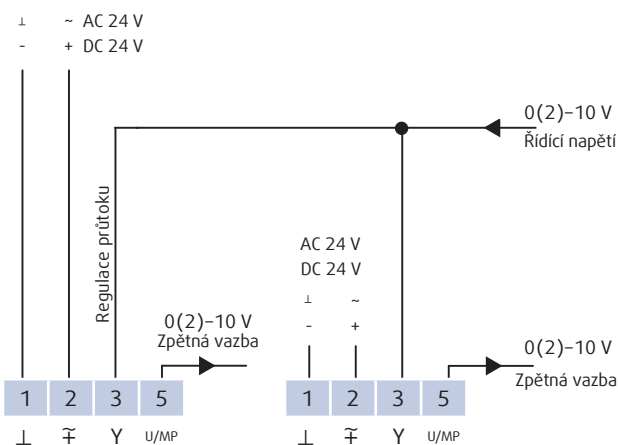 ⊥ ~ AC 24 V
- + DC 24 V
0(2)–10 V
Řídící napětí
Regulace průtoku
AC 24 V
DC 24 V
⊥ ~
- +
0(2)–10 V
Zpětná vazba
0(2)–10 V
Zpětná vazba
1 2 3 5
⊥ ∓̃ Y U/MP
1 2 3 5
⊥ ∓̃ Y U/MP